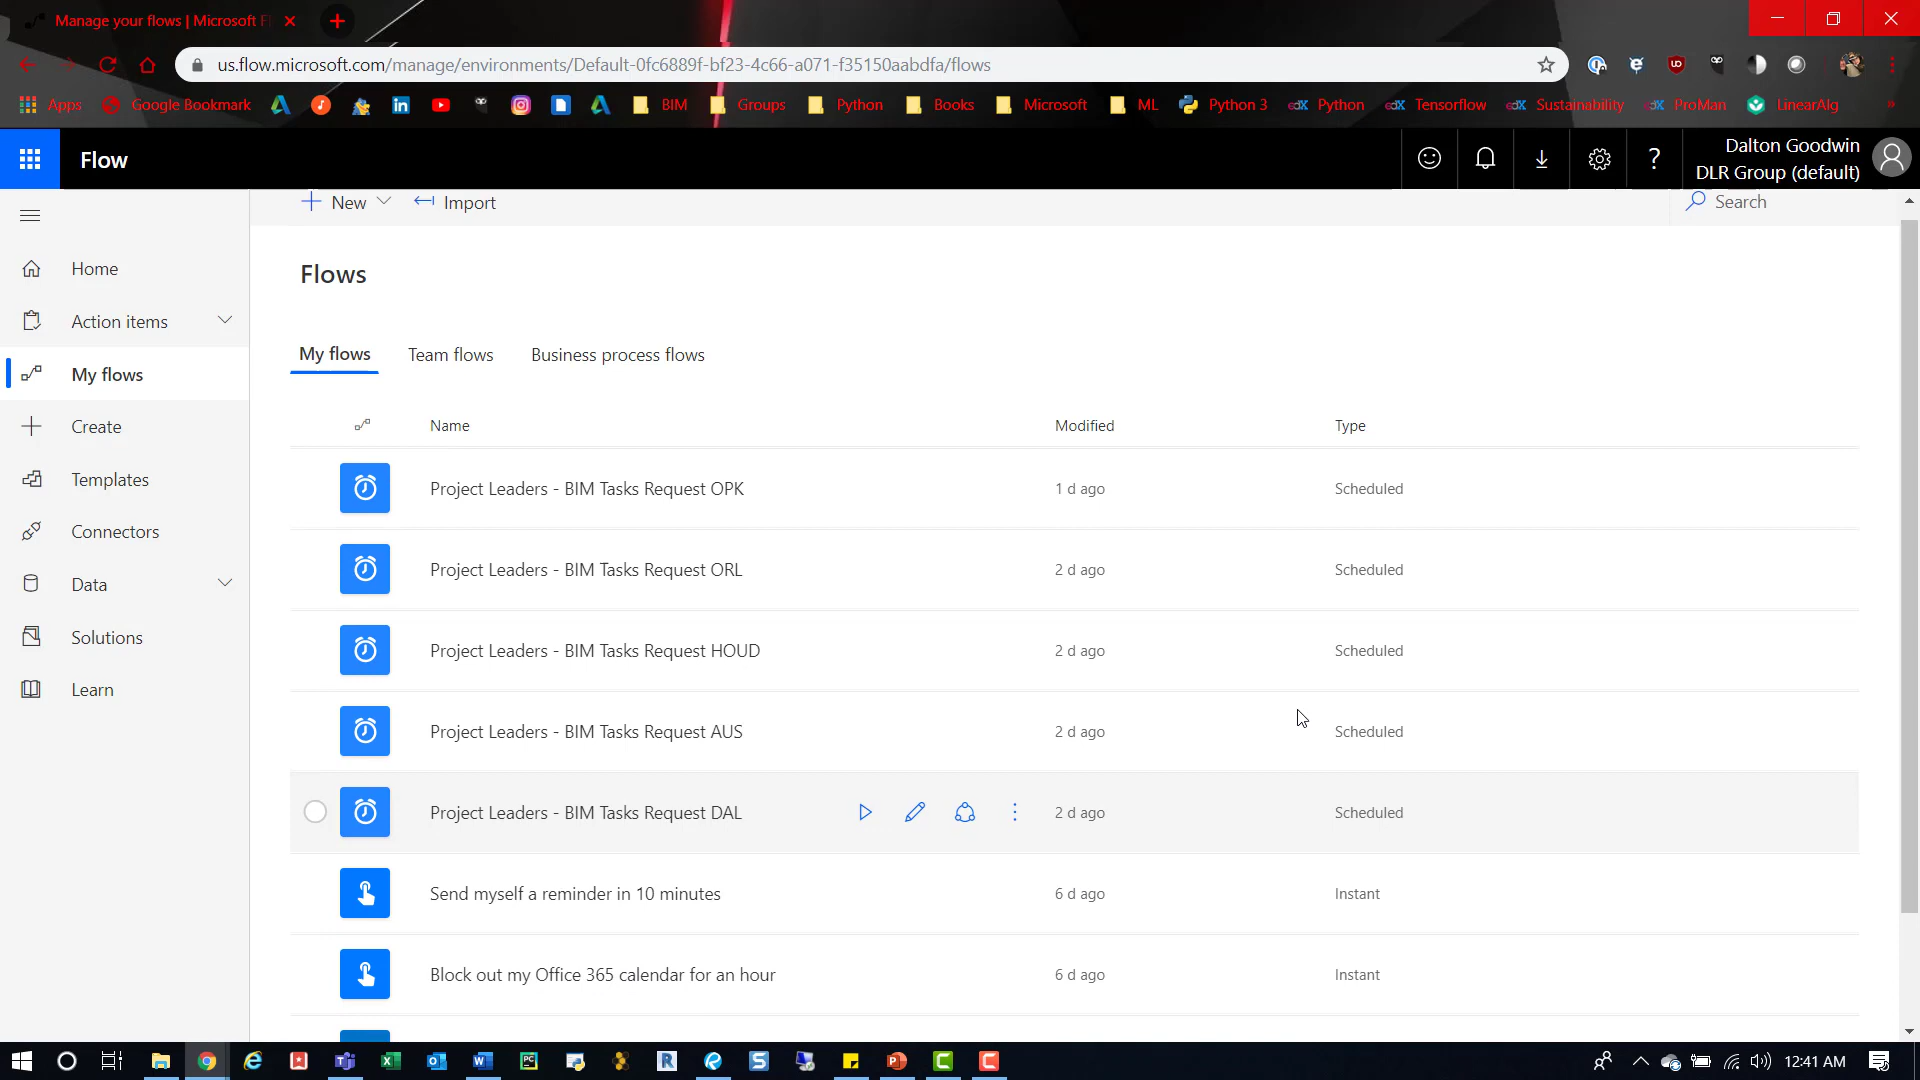 Manage your flows | Microsoft F
us.flow.microsoft.com/manage/environments/Default-0fc6889f-bf23-4c66-a071-f35150aabdfa/flows
Apps Google Bookmark BIM Groups Python Books Microsoft ML Python 3 Python Tensorflow Sustainability ProMan LinearAlg »
Flow
Dalton Goodwin
DLR Group (default)
New Import Search
Home
Action items
My flows
Create
Templates
Connectors
Data
Solutions
Learn
Flows
My flows Team flows Business process flows
Name Modified Type
Project Leaders - BIM Tasks Request OPK 1 d ago Scheduled
Project Leaders - BIM Tasks Request ORL 2 d ago Scheduled
Project Leaders - BIM Tasks Request HOUD 2 d ago Scheduled
Project Leaders - BIM Tasks Request AUS 2 d ago Scheduled
Project Leaders - BIM Tasks Request DAL 2 d ago Scheduled
Send myself a reminder in 10 minutes 6 d ago Instant
Block out my Office 365 calendar for an hour 6 d ago Instant
12:41 AM